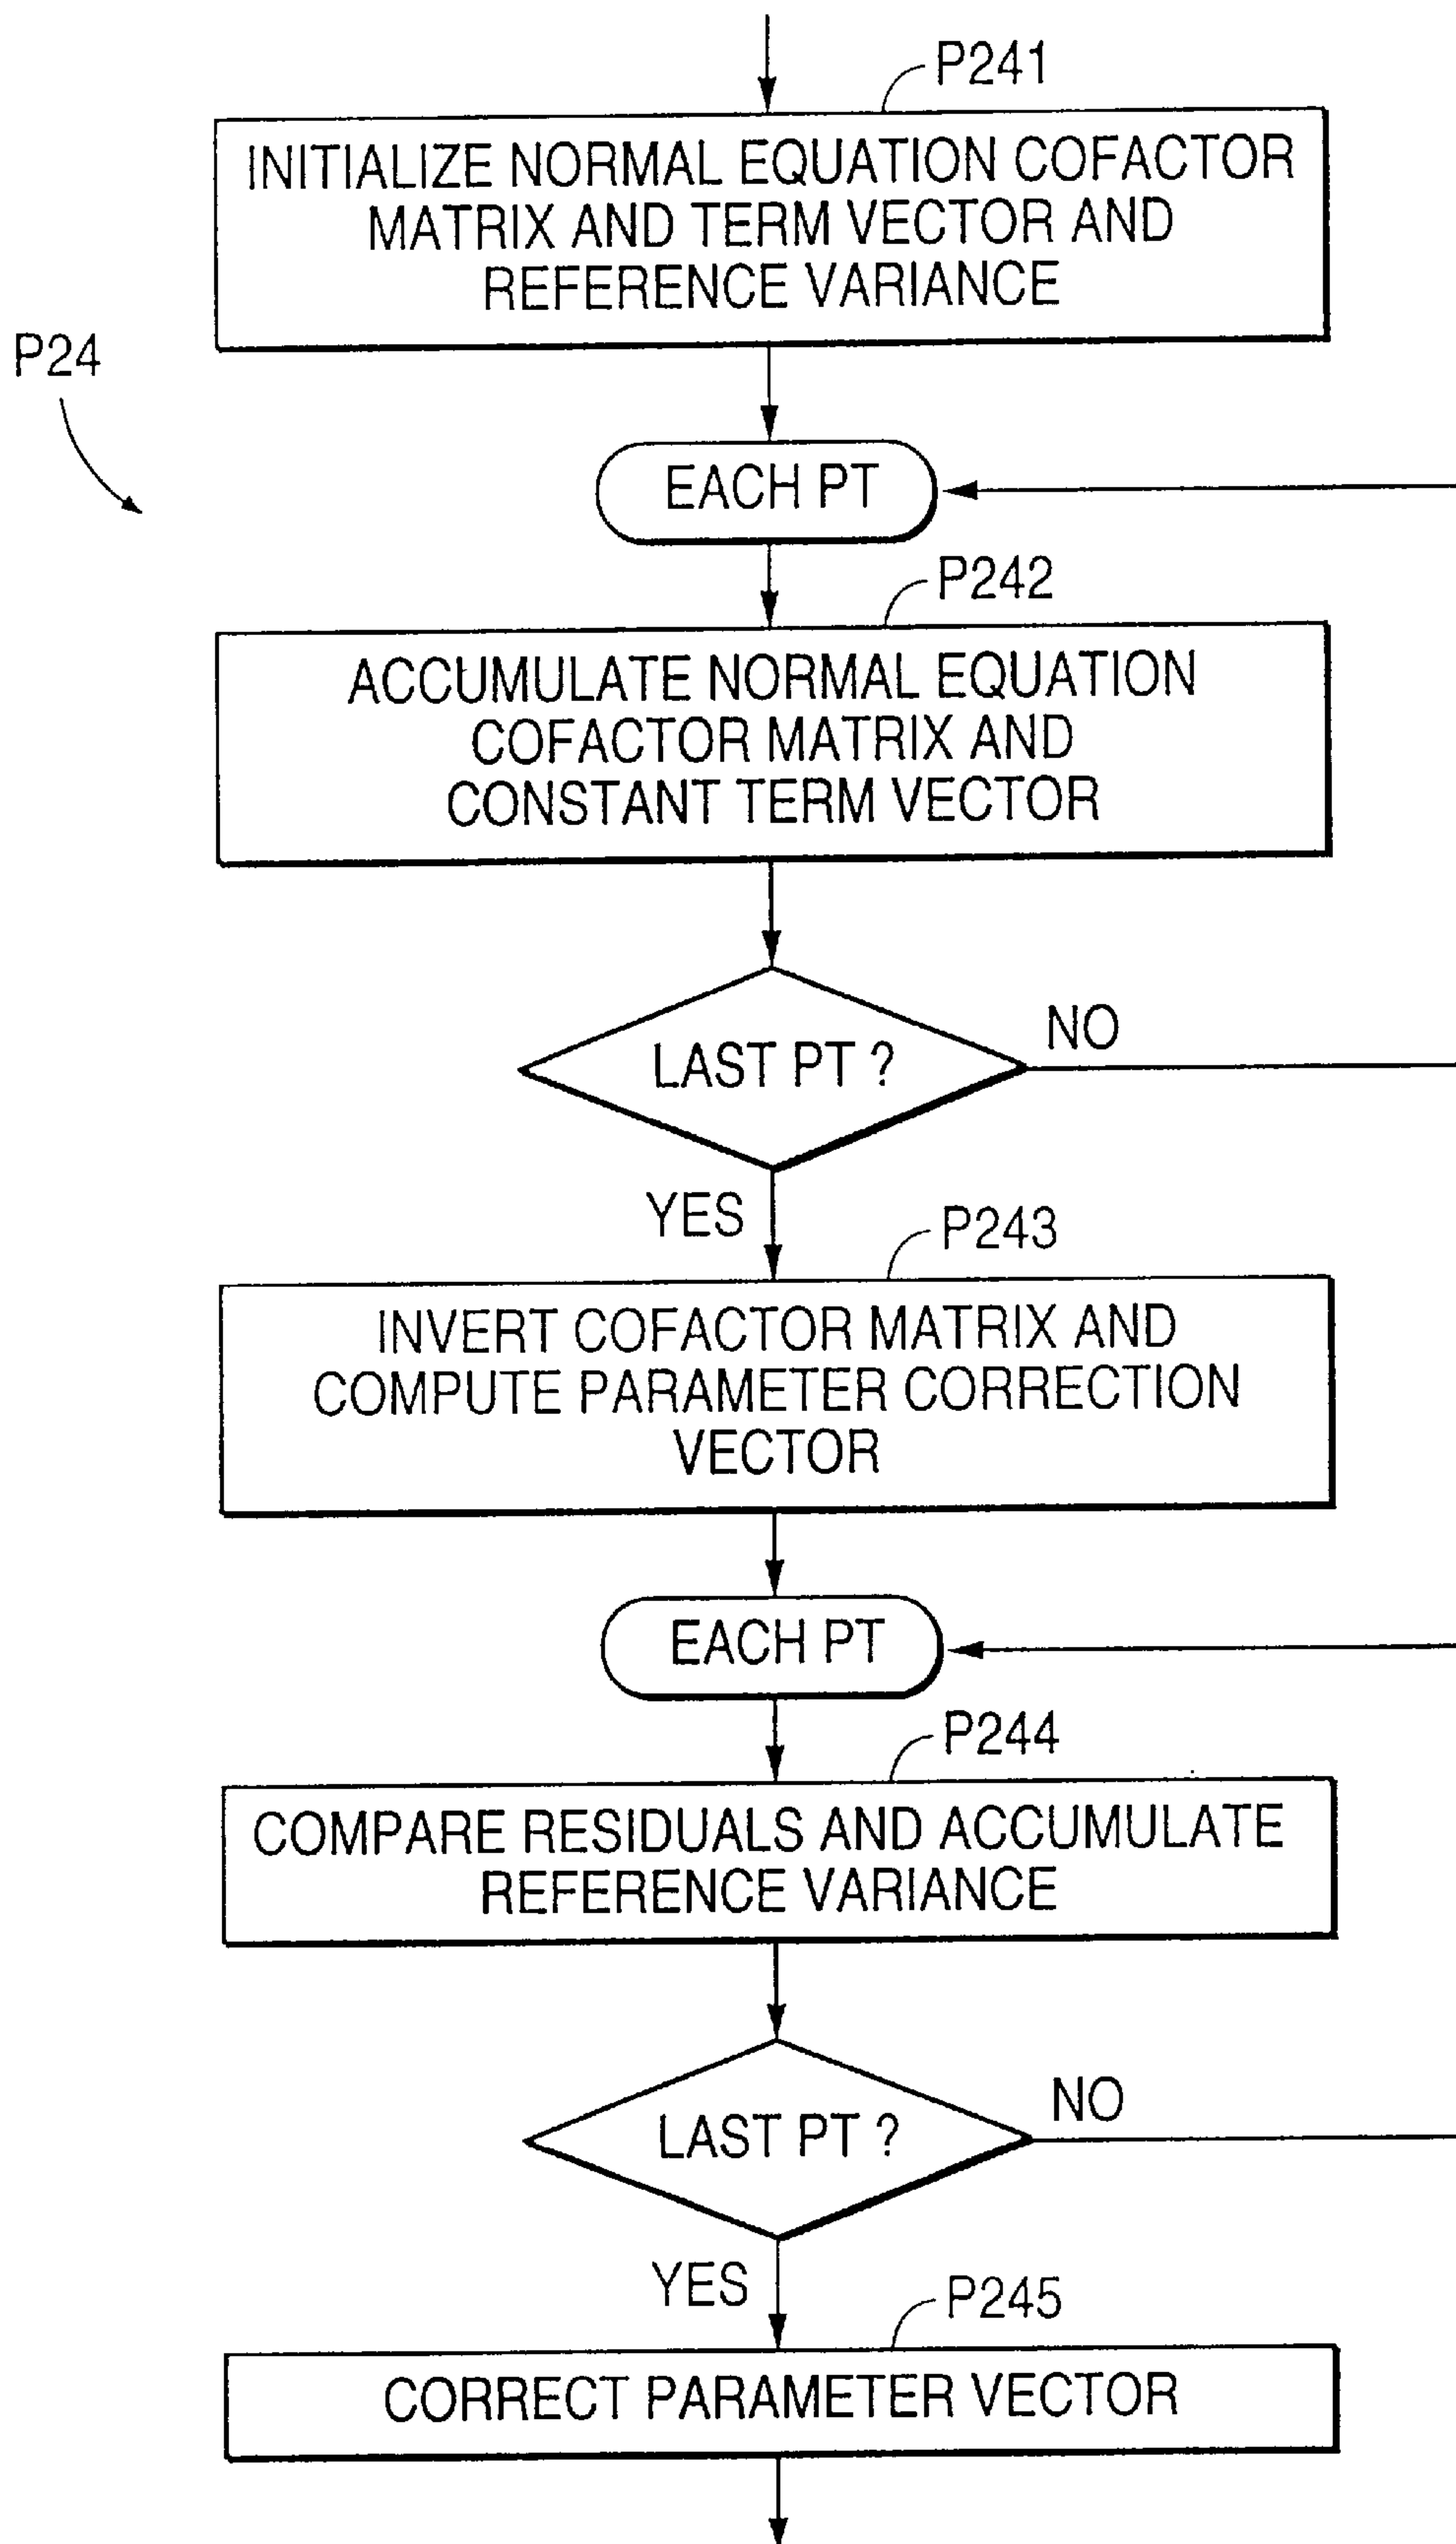 P241
INITIALIZE NORMAL EQUATION COFACTOR
MATRIX AND TERM VECTOR AND
REFERENCE VARIANCE
P24
EACH PT
P242
ACCUMULATE NORMAL EQUATION
COFACTOR MATRIX AND
CONSTANT TERM VECTOR
NO
LAST PT ?
YES
P243
INVERT COFACTOR MATRIX AND
COMPUTE PARAMETER CORRECTION
VECTOR
EACH PT
P244
COMPARE RESIDUALS AND ACCUMULATE
REFERENCE VARIANCE
NO
LAST PT ?
YES
P245
CORRECT PARAMETER VECTOR